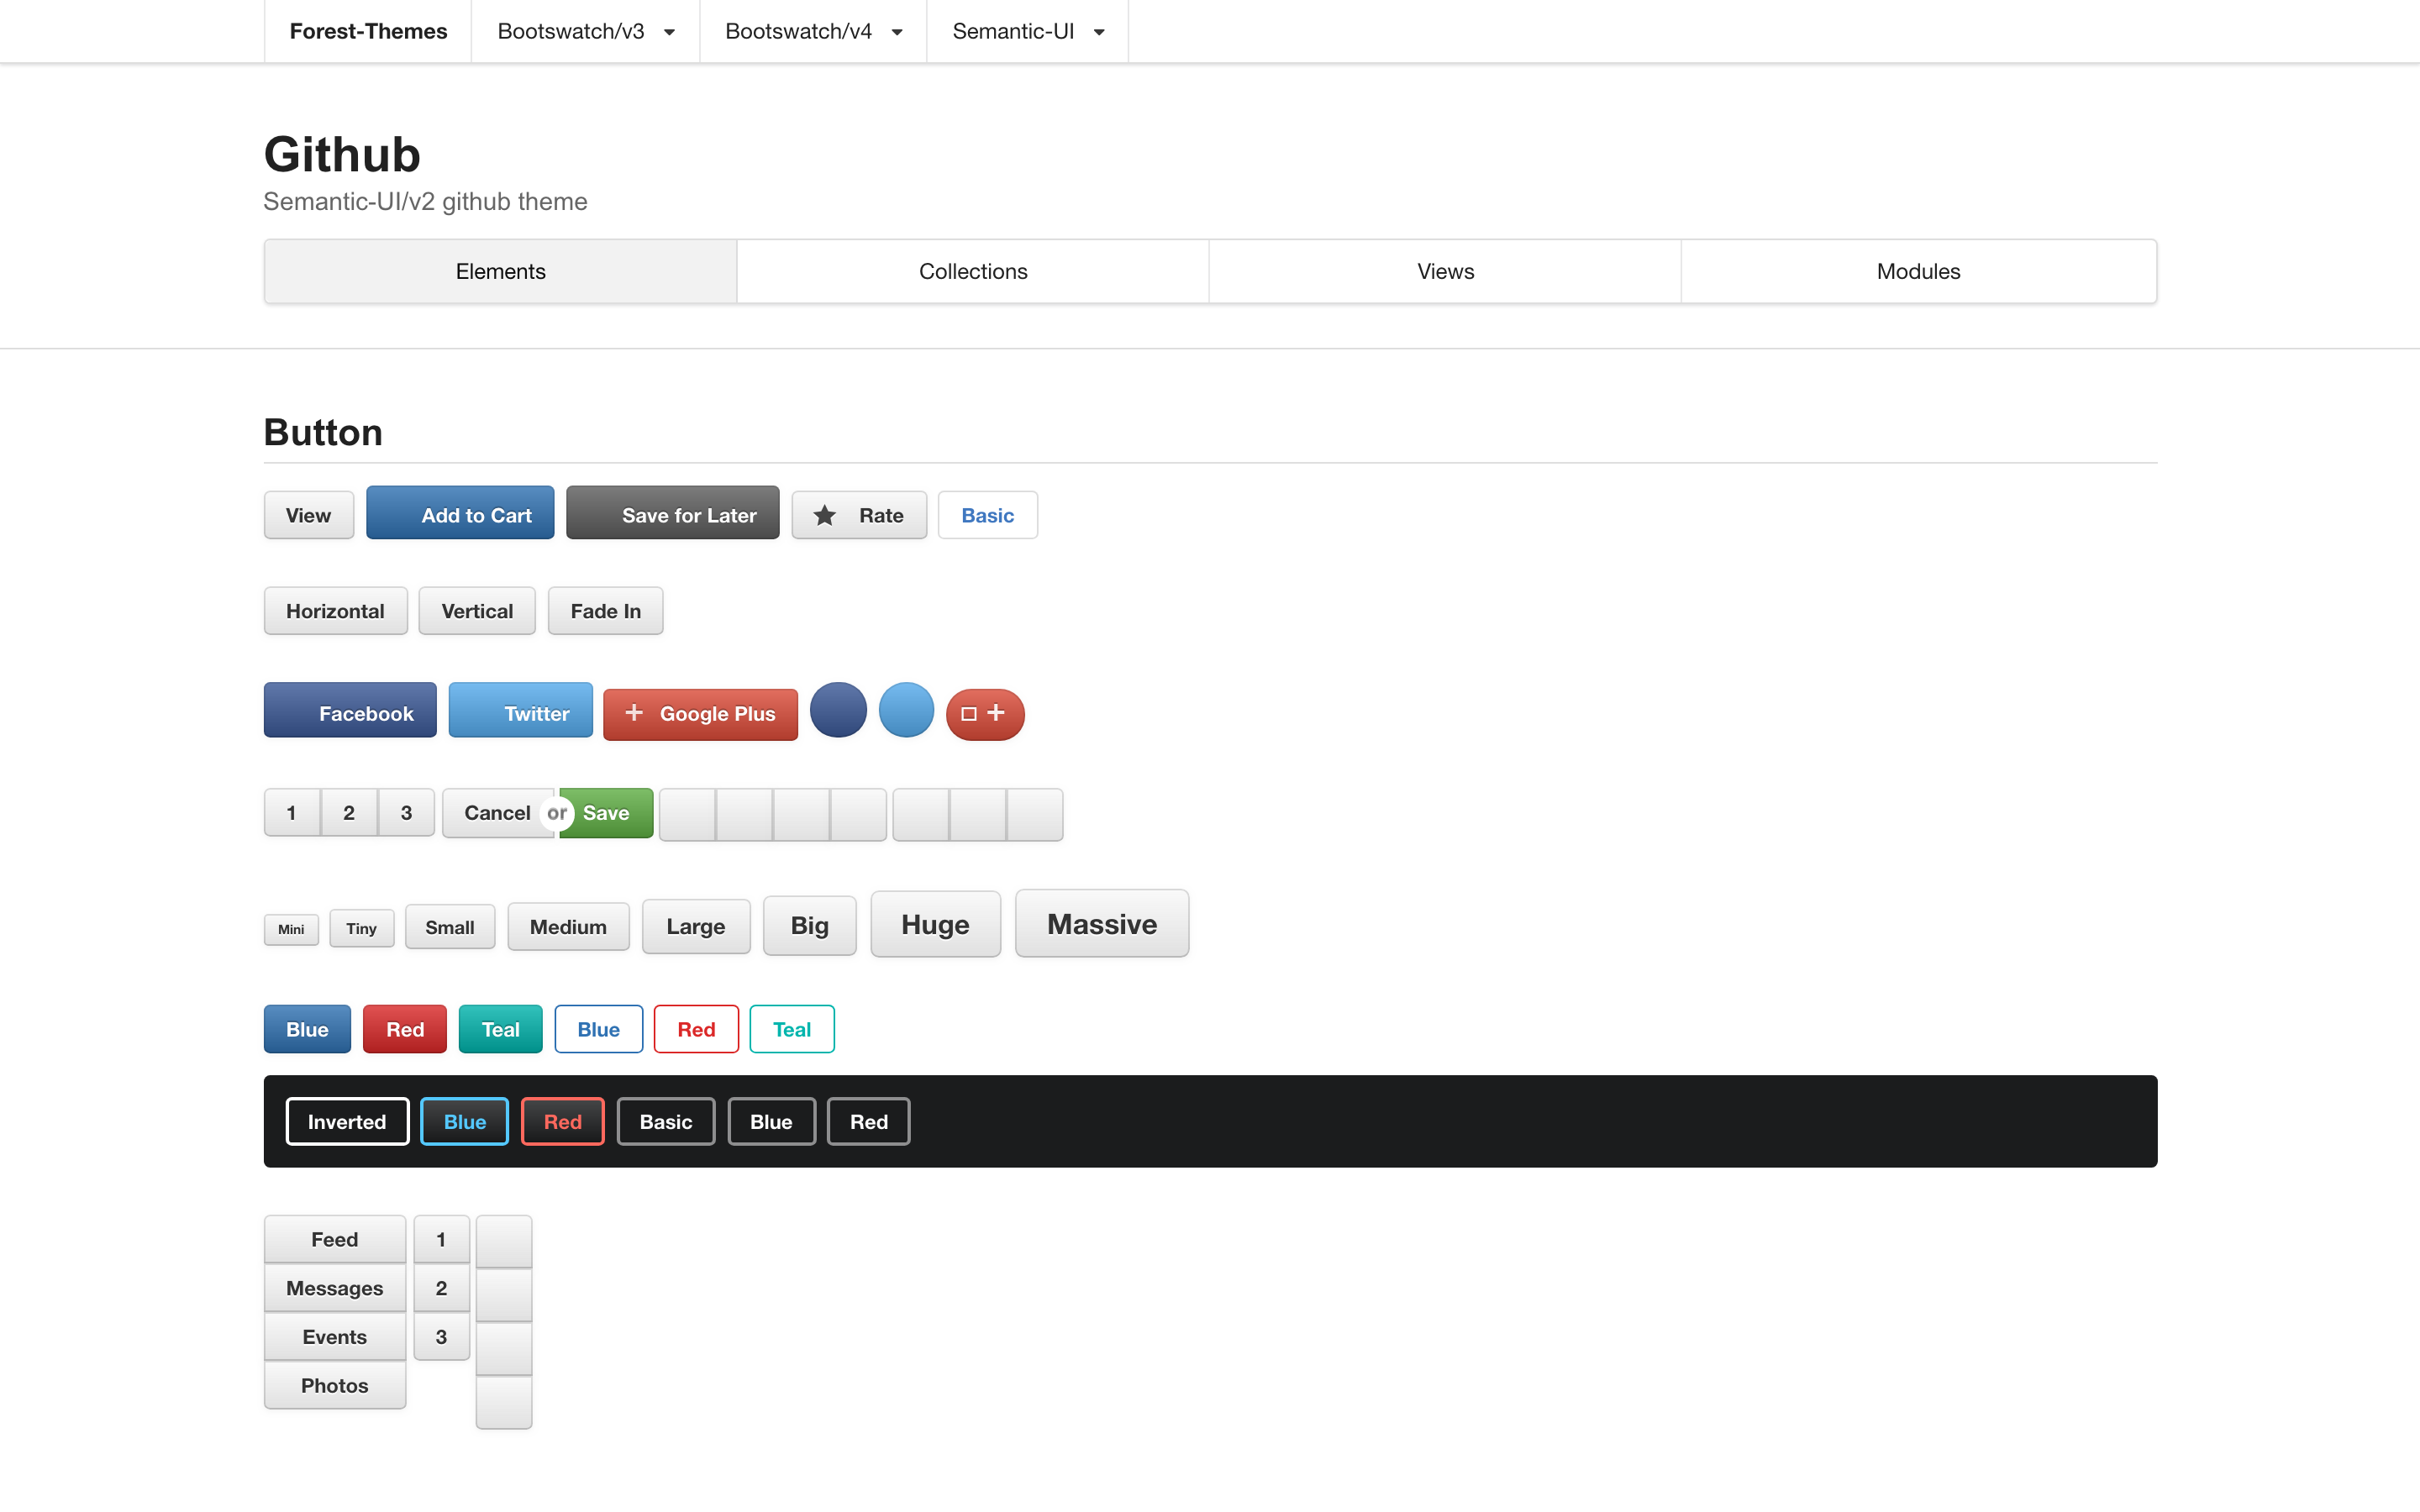 Forest-Themes Bootswatch/v3 Bootswatch/v4 Semantic-UI
Github
Semantic-UI/v2 github theme
Elements Collections Views Modules
Button
View Add to Cart Save for Later Rate Basic
Horizontal Vertical Fade In
Facebook Twitter Google Plus
1 2 3 Cancel or Save
Mini Tiny Small Medium Large Big Huge Massive
Blue Red Teal Blue Red Teal
Inverted Blue Red Basic Blue Red
Feed 1
Messages 2
Events 3
Photos